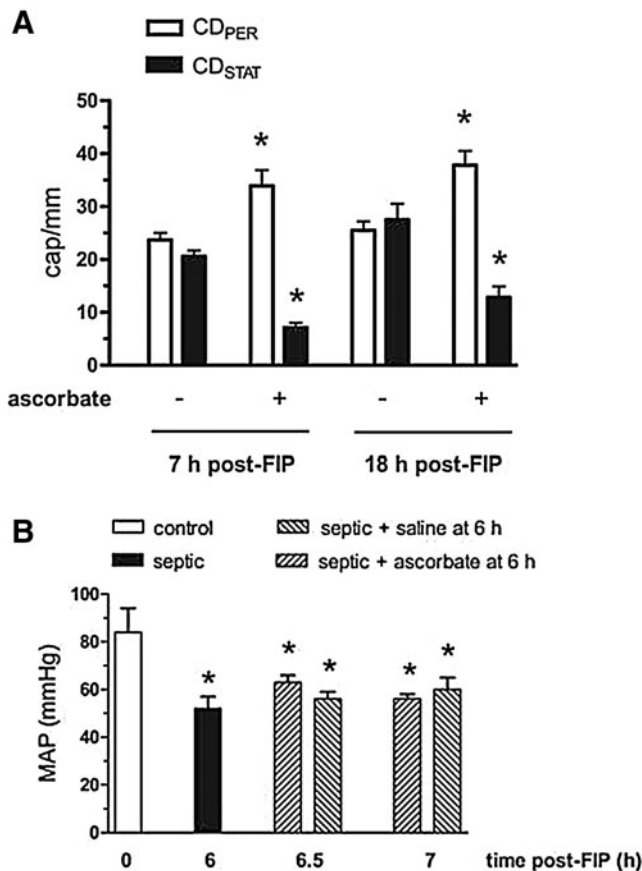 A
CD_PER
CD_STAT
50
40
30
20
10
0
cap/mm
* * * *
ascorbate - + - +
7 h post-FIP 18 h post-FIP
B
control septic + saline at 6 h
septic septic + ascorbate at 6 h
100
80
60
40
20
0
MAP (mmHg)
* * * * *
0 6 6.5 7 time post-FIP (h)